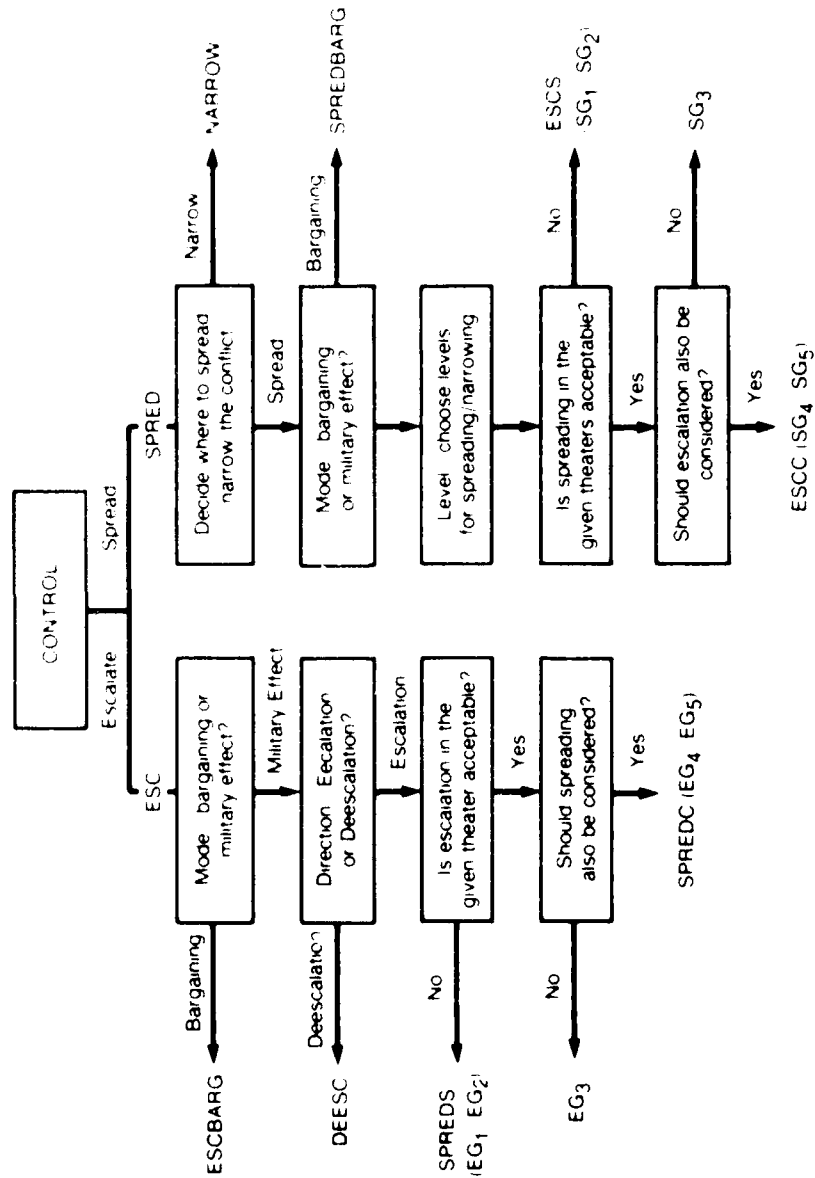 CONTROL
Escalate
Spread
ESC
SPRED
Mode bargaining or
military effect?
Bargaining
ESCBARG
Military Effect
Direction Eecalation
or Deescalation?
Deescalation
DEESC
Escalation
Is escalation in the
given theater acceptable?
No
SPREDS
(EG1 EG2)
Yes
Should spreading
also be considered?
No
EG3
Yes
SPREDC (EG4 EG5)
Decide where to spread
narrow the conflict
Narrow
NARROW
Spread
Mode bargaining
or military effect?
Bargaining
SPREDBARG
Level choose levels
for spreading/narrowing
Is spreading in the
given theaters acceptable?
No
ESCS
(SG1 SG2)
Yes
Should escalation also be
considered?
No
SG3
Yes
ESCC (SG4 SG5)